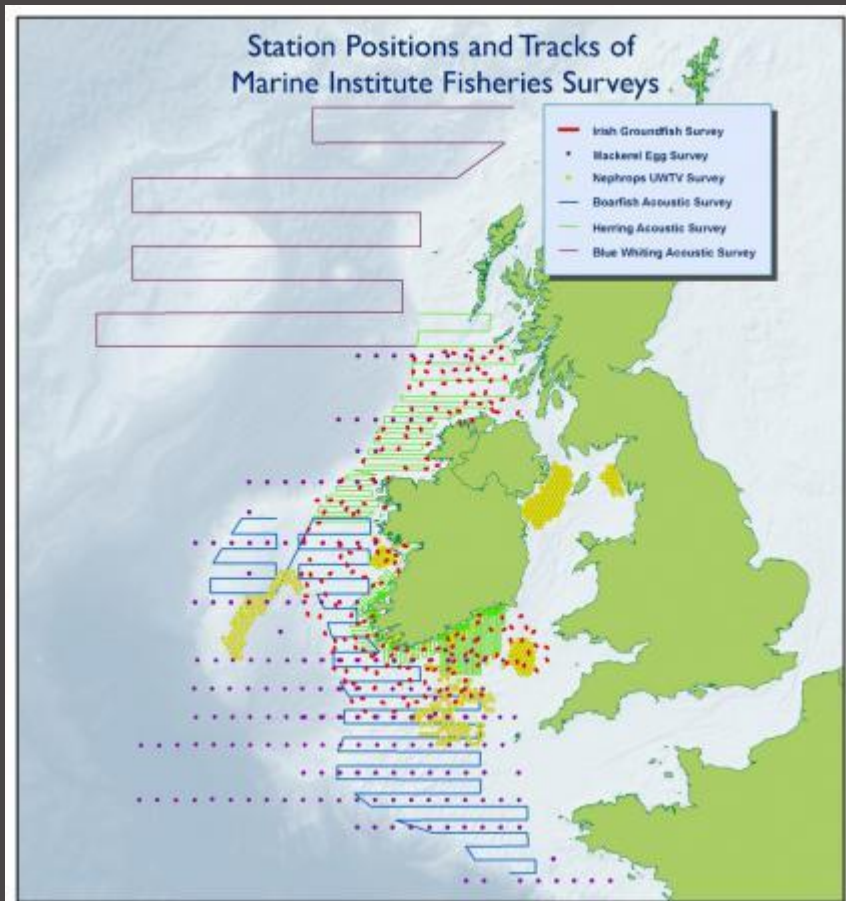 Station Positions and Tracks of
Marine Institute Fisheries Surveys
Irish Groundfish Survey
Mackerel Egg Survey
Nephrops UWTV Survey
Boarfish Acoustic Survey
Herring Acoustic Survey
Blue Whiting Acoustic Survey